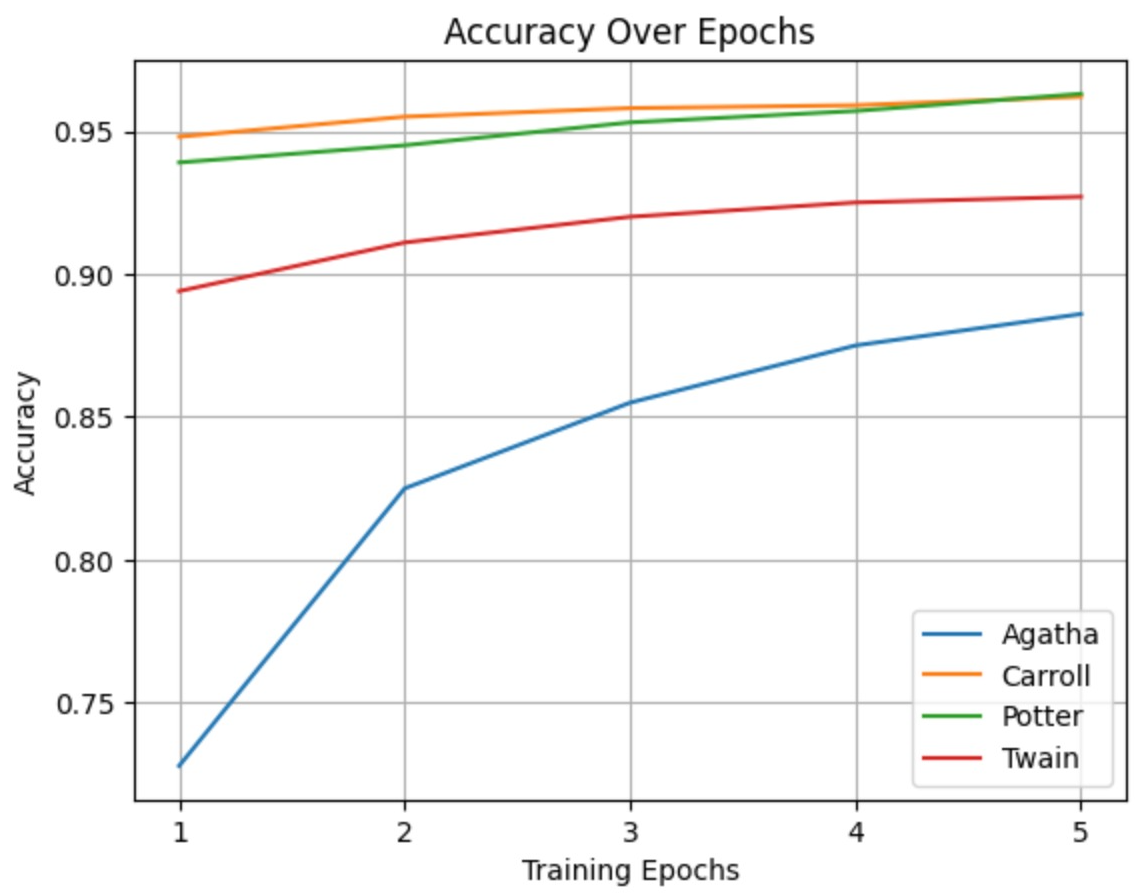 Accuracy Over Epochs
0.95
0.90
0.85
0.80
0.75
Accuracy
1 2 3 4 5
Training Epochs
Agatha
Carroll
Potter
Twain